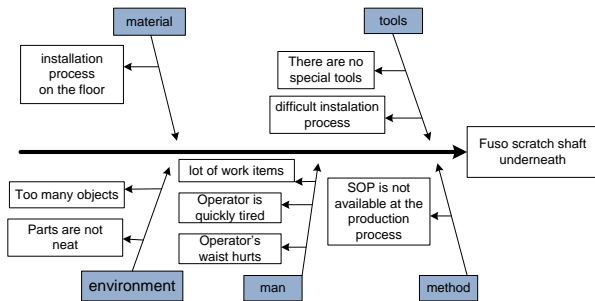 material
tools
installation
process
on the floor
There are no
special tools
difficult instalation
process
Fuso scratch shaft
underneath
lot of work items
Too many objects
Operator is
quickly tired
SOP is not
available at the
production
process
Parts are not
neat
Operator's
waist hurts
environment
man
method